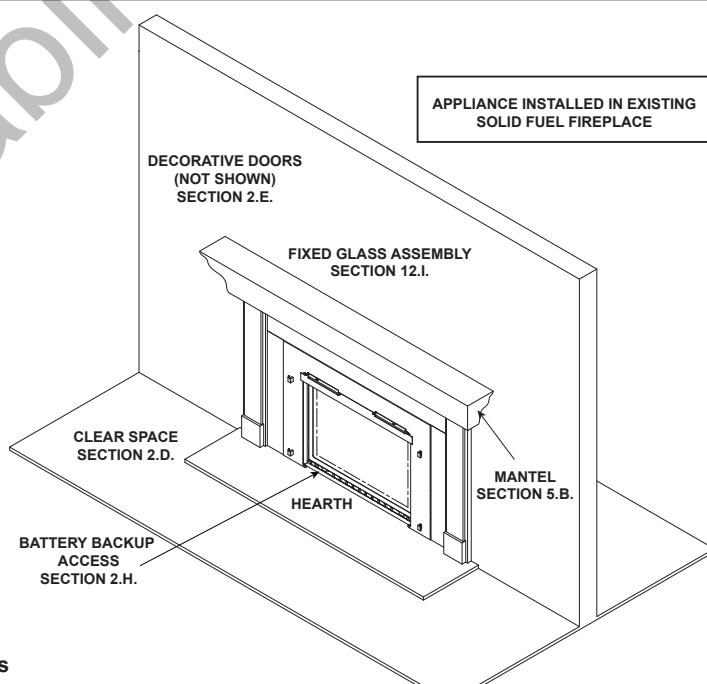 APPLIANCE INSTALLED IN EXISTING
SOLID FUEL FIREPLACE
DECORATIVE DOORS
(NOT SHOWN)
SECTION 2.E.
FIXED GLASS ASSEMBLY
SECTION 12.I.
CLEAR SPACE
SECTION 2.D.
MANTEL
SECTION 5.B.
HEARTH
BATTERY BACKUP
ACCESS
SECTION 2.H.